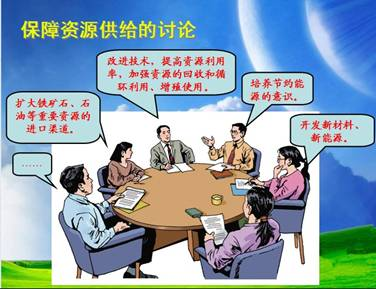 保障资源供给的讨论
改进技术，提高资源利用
率，加强资源的回收和循
环利用、增殖使用。
培养节约能
源的意识。
扩大铁矿石、石
油等重要资源的
进口渠道。
开发新材料、
新能源。
……